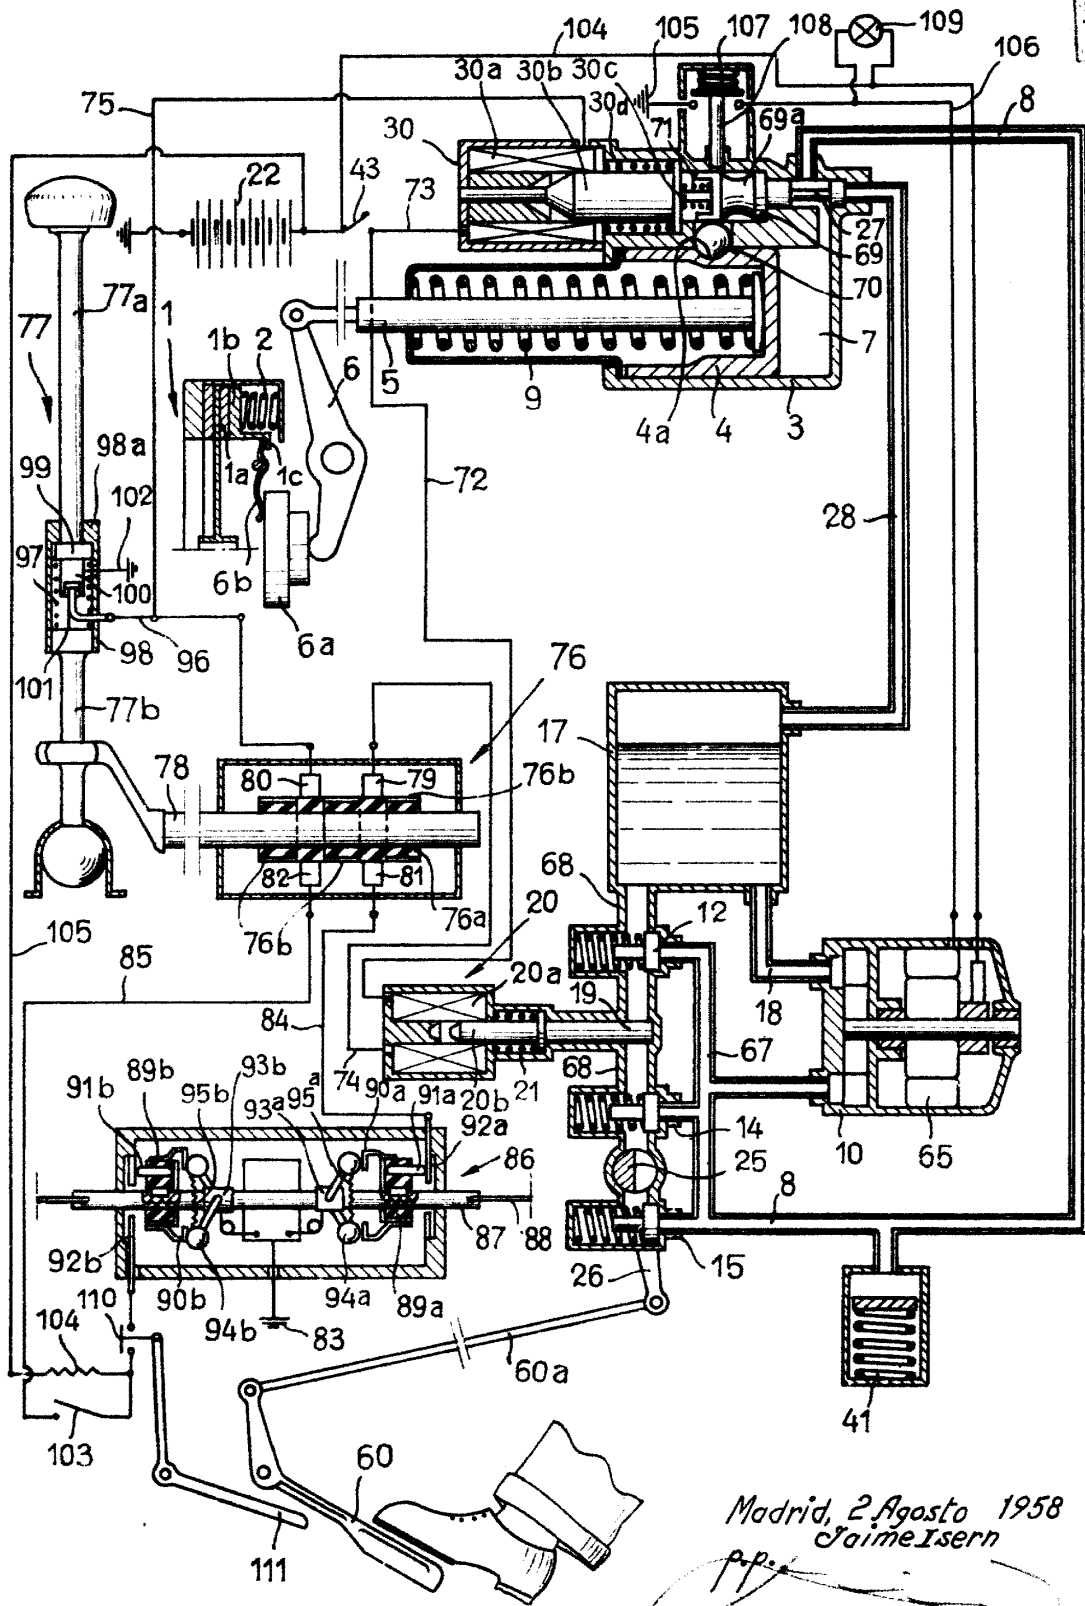 104 105 107 108 109
30a 30b 30c 106
75 30d 69a 8
30 71
22 43 73
27
69
77a 70
77 1 1b 2 7
5 9 6 4a 4 3
98a 1a 1c
99 102 72
28
97 6b
100
6a
101 96 98
76
77b
17
78 80 79 76b
82 81 68
12
76b 76a 20
105
85 20a 19 18
84 67
74 21 68
89b 93b 95a 90a 91a 20b
91b 95b 93a 92a 14
25 10 65
86
8
87 88
92b 15
90b 94a 89a 26
110 94b
83
104 60a
41
103
60
111
Madrid, 2 Agosto 1958
Jaime Isern
p.p.